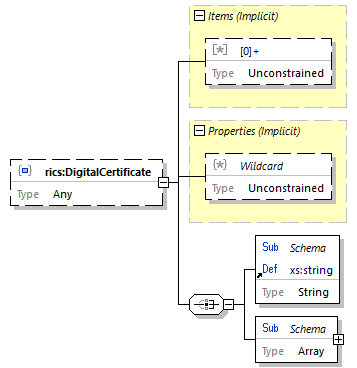 Items (Implicit)
[*] [0]+
Type Unconstrained
Properties (Implicit)
{*} Wildcard
Type Unconstrained
rics:DigitalCertificate
Type Any
Sub Schema
Def xs:string
Type String
Sub Schema
Type Array